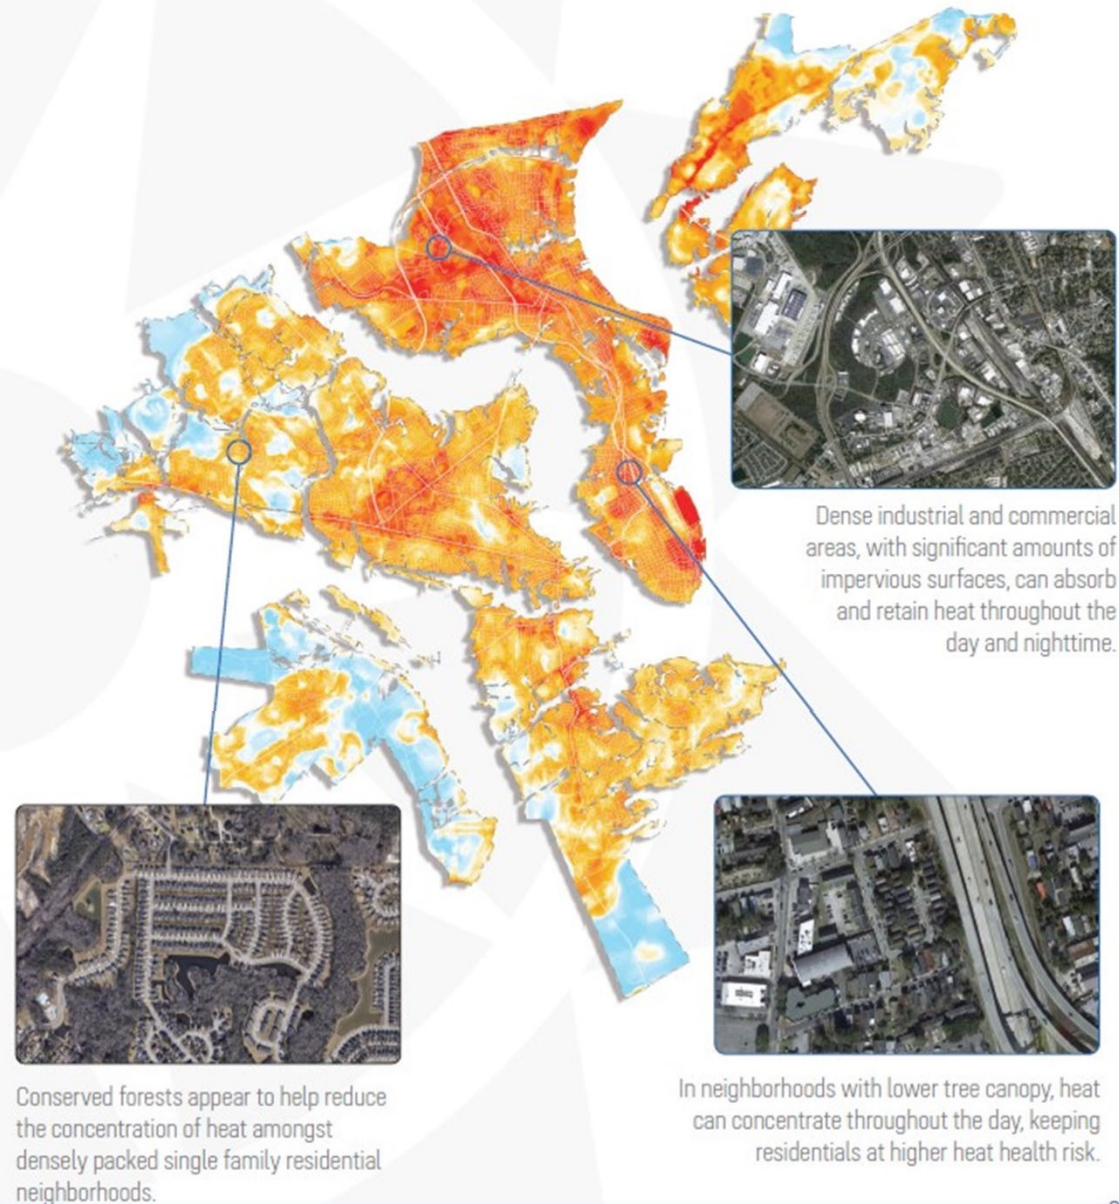 Dense industrial and commercial
areas, with significant amounts of
impervious surfaces, can absorb
and retain heat throughout the
day and nighttime.
Conserved forests appear to help reduce
the concentration of heat amongst
densely packed single family residential
neighborhoods.
In neighborhoods with lower tree canopy, heat
can concentrate throughout the day, keeping
residentials at higher heat health risk.